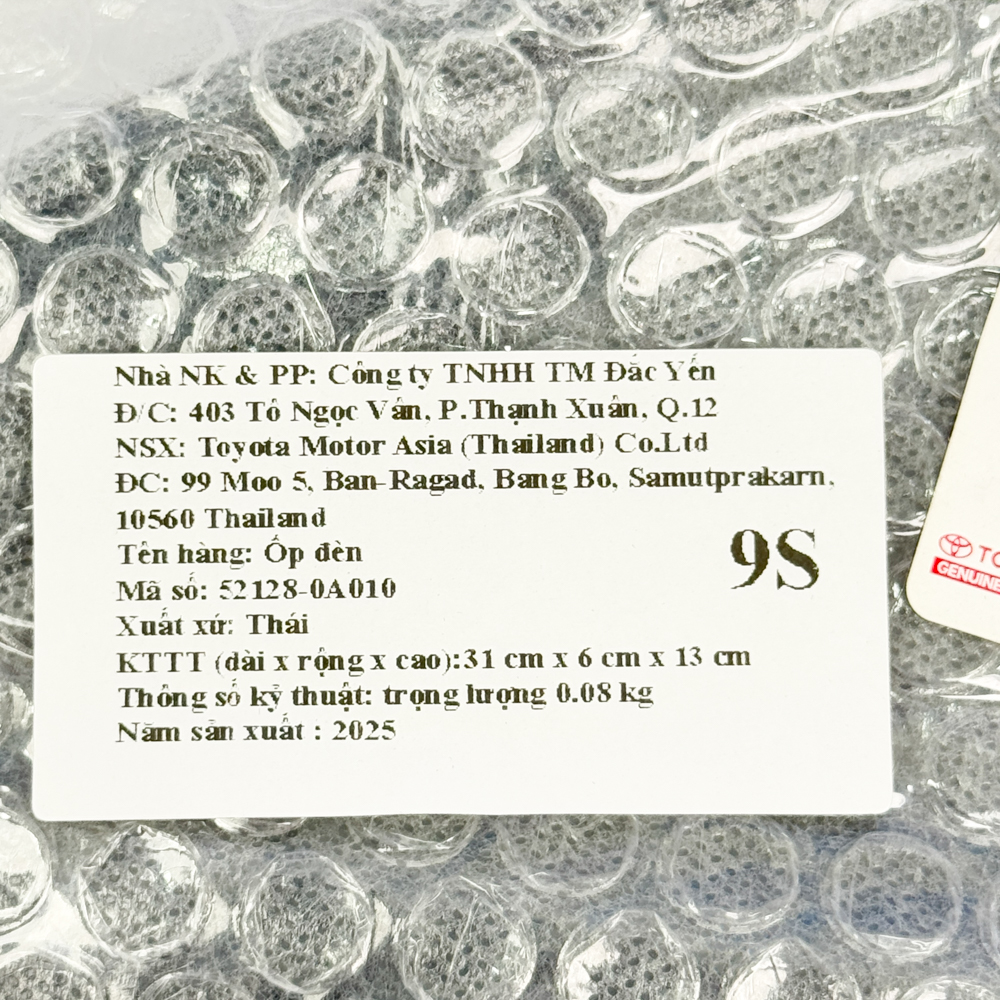 Nhà NK & PP: Công ty TNHH TM Đắc Yến
Đ/C: 403 Tô Ngọc Vân, P.Thạnh Xuân, Q.12
NSX: Toyota Motor Asia (Thailand) Co.Ltd
ĐC: 99 Moo 5, Ban-Ragad, Bang Bo, Samutprakarn,
10560 Thailand
Tên hàng: Ốp đèn
9S
Mã số: 52128-0A010
Xuất xứ: Thái
KTTT (dài x rộng x cao):31 cm x 6 cm x 13 cm
Thông số kỹ thuật: trọng lượng 0.08 kg
Năm sản xuất : 2025
GENUINE